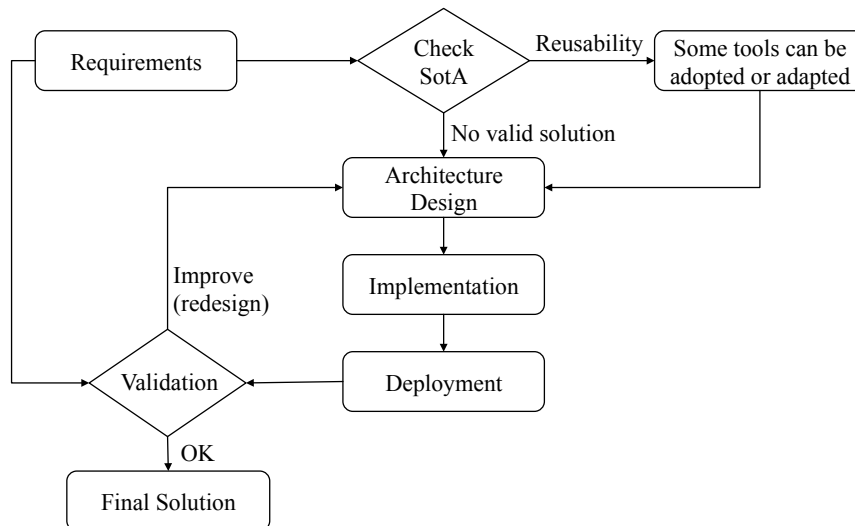 Requirements
Check
SotA
Reusability
Some tools can be
adopted or adapted
No valid solution
Architecture
Design
Improve
(redesign)
Implementation
Validation
Deployment
OK
Final Solution